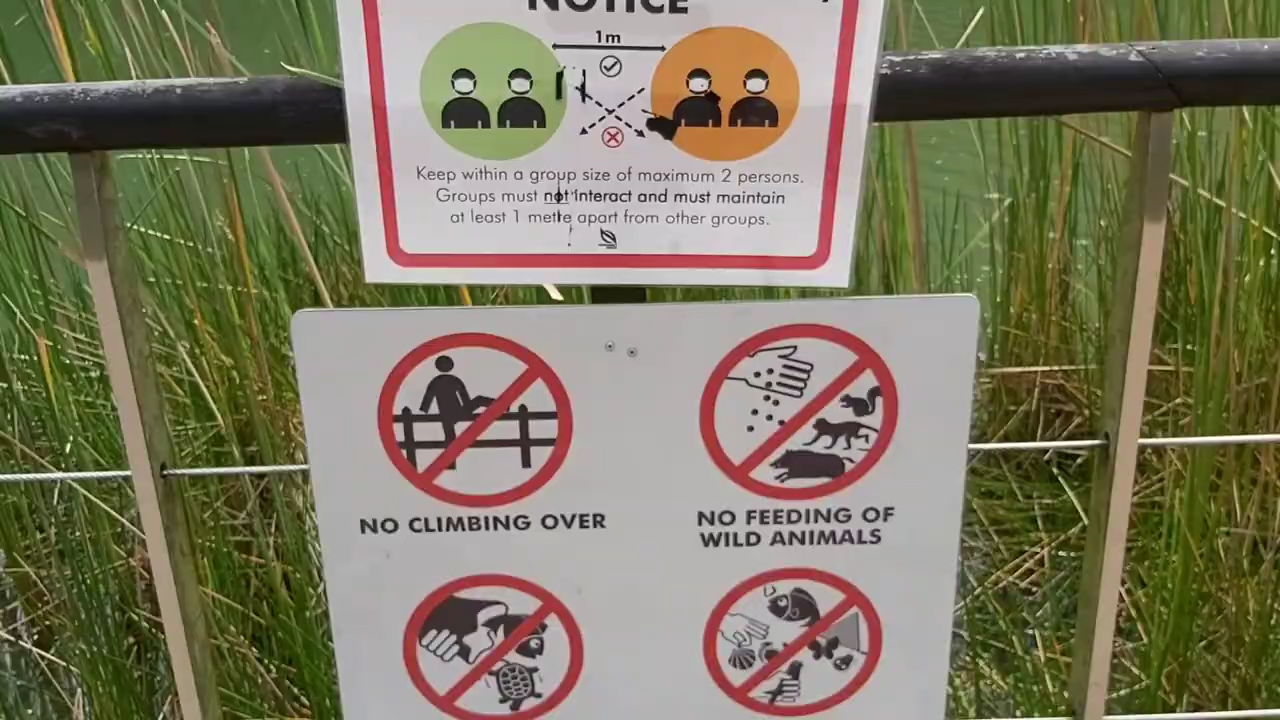 NOTICE
1m
Keep within a group size of maximum 2 persons.
Groups must not interact and must maintain
at least 1 metre apart from other groups.
NO CLIMBING OVER
NO FEEDING OF
WILD ANIMALS